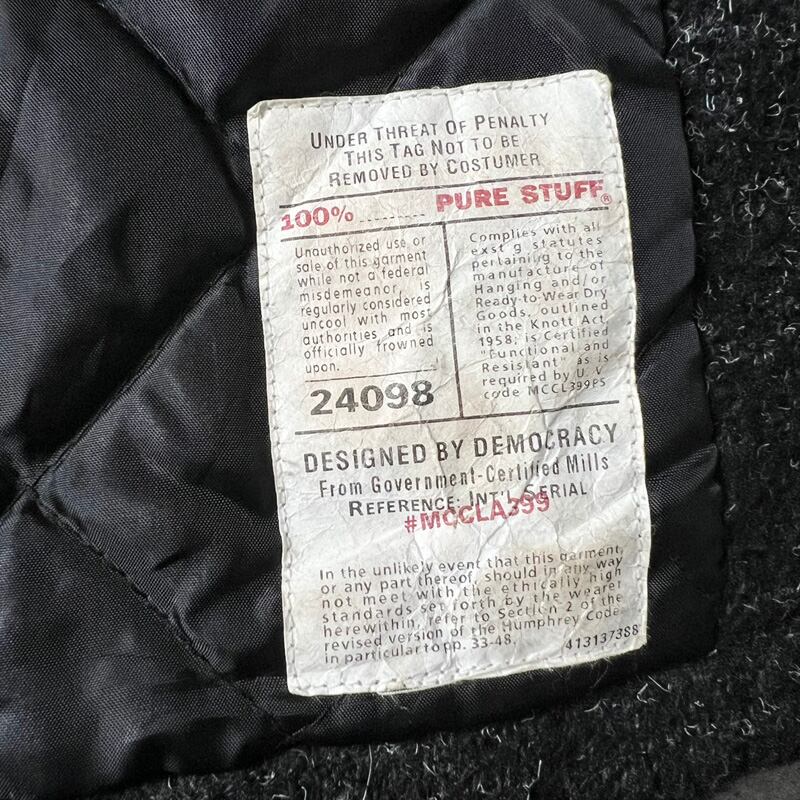 UNDER THREAT OF PENALTY
THIS TAG NOT TO BE
REMOVED BY COSTUMER
100% ......... PURE STUFF®
Unauthorized use or
sale of this garment
while not a federal
misdemeanor, is
regularly considered
uncool with most
authorities and is
officially frowned
upon.
24098
Complies with all
exst g statutes
pertaining to the
manufacture of
Hanging and/or
Ready-to-Wear Dry
Goods, outlined
in the Knott Act
1958, is Certified
"Functional and
Resistant" as is
required by U. V
code MCCL399PS
DESIGNED BY DEMOCRACY
From Government-Certified Mills
REFERENCE: INT'L SERIAL
#MCCLA399
In the unlikely event that this garment,
or any part thereof, should in any way
not meet with the ethically high
standards set forth by the wearer
herewithin, refer to Section 2 of the
revised version of the Humphrey Code,
in particular to pp. 33-48.
413137388